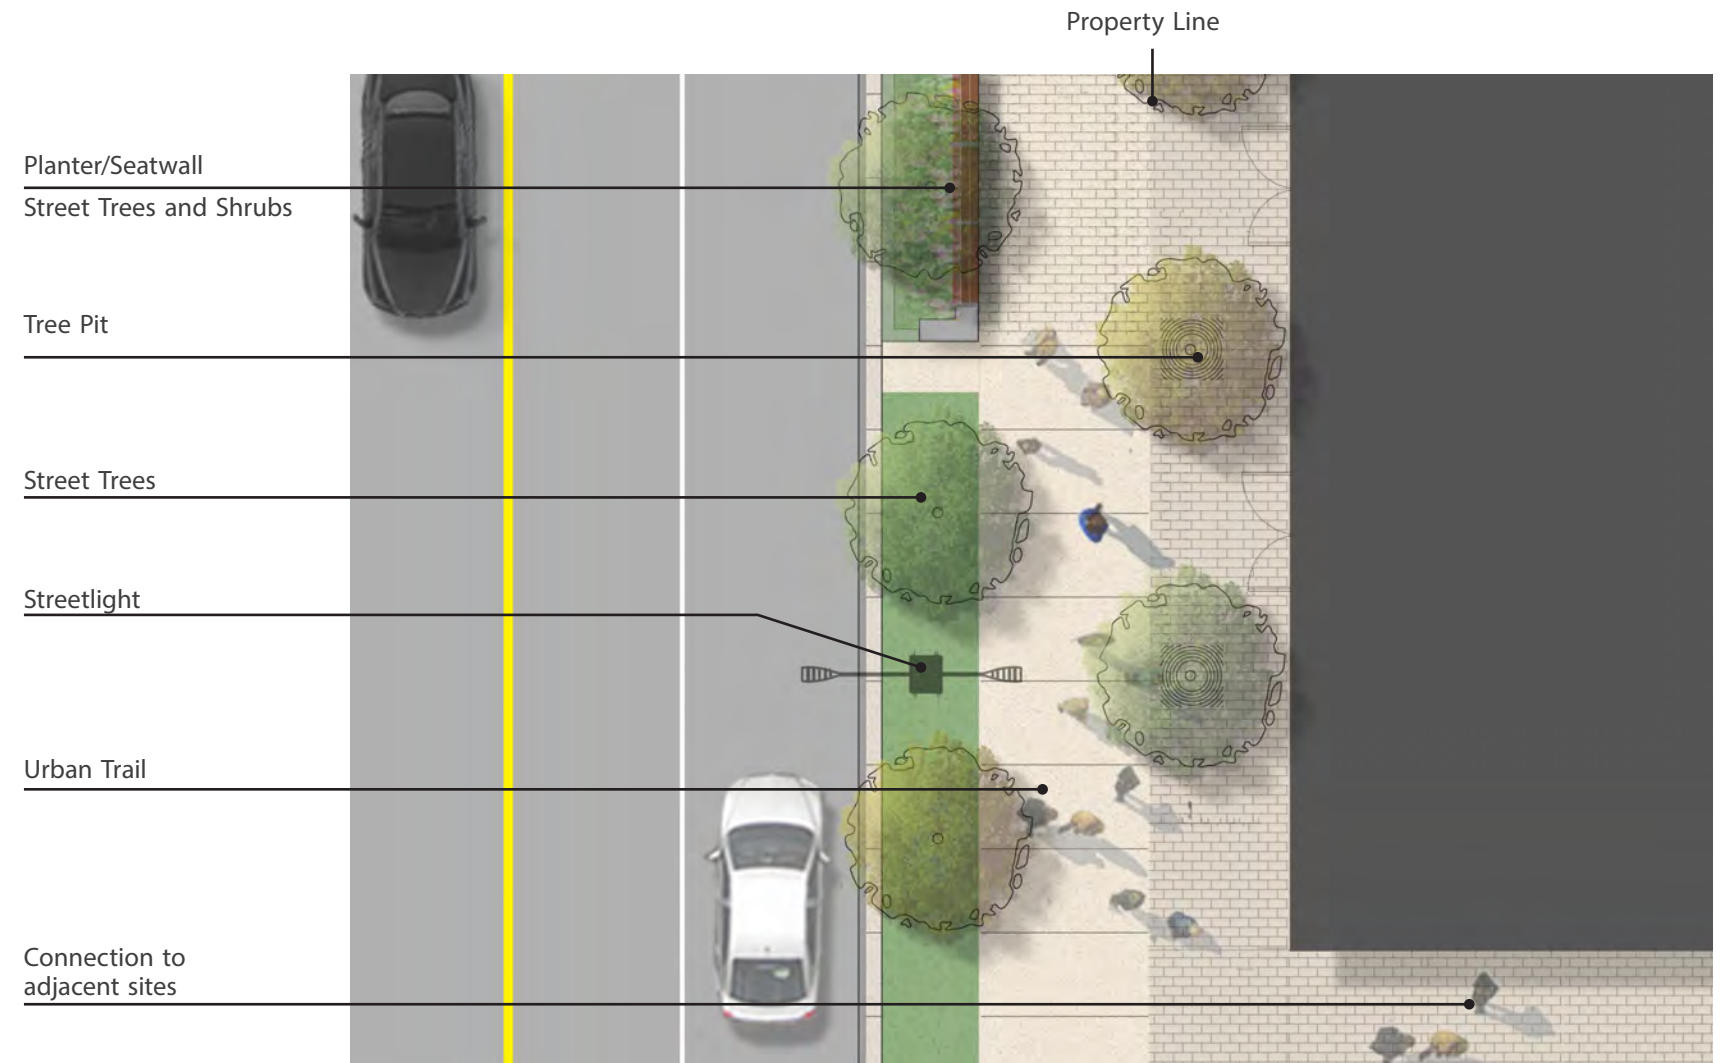 Property Line
Planter/Seatwall
Street Trees and Shrubs
Tree Pit
Street Trees
Streetlight
Urban Trail
Connection to
adjacent sites